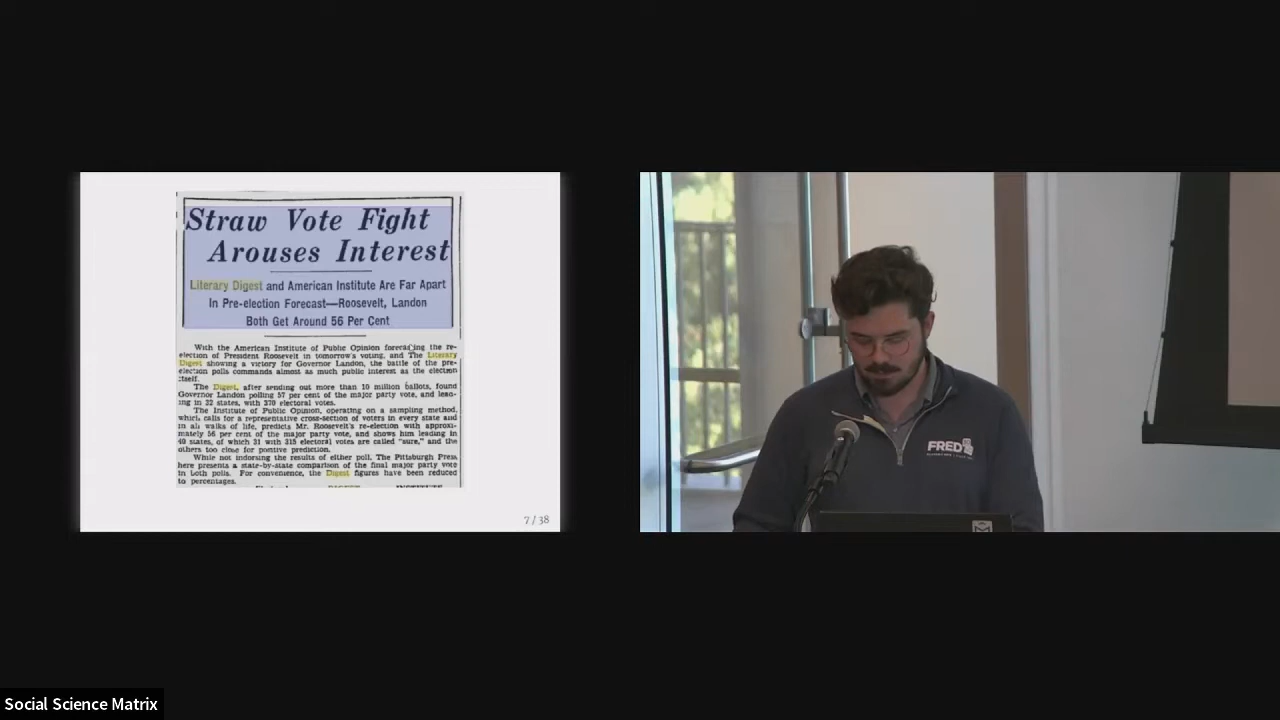 Straw Vote Fight
Arouses Interest
Literary Digest and American Institute Are Far Apart
In Pre-election Forecast—Roosevelt, Landon
Both Get Around 56 Per Cent
With the American Institute of Public Opinion forecasting the re-
election of President Roosevelt in tomorrow's voting, and The Literary
Digest showing a victory for Governor Landon, the battle of the pre-
election polls commands almost as much public interest as the election
itself.
The Digest, after sending out more than 10 million ballots, found
Governor Landon polling 57 per cent of the major party vote, and lead-
ing in 32 states, with 370 electoral votes.
The Institute of Public Opinion, operating on a sampling method,
which calls for a representative cross-section of voters in every state and
in all walks of life, predicts Mr. Roosevelt's re-election with approxi-
mately 56 per cent of the major party vote, and shows him leading in
40 states, of which 31 with 315 electoral votes are called "sure," and the
others too close for positive prediction.
While not indorsing the results of either poll, The Pittsburgh Press
here presents a state-by-state comparison of the final major party vote
in both polls. For convenience, the Digest figures have been reduced
to percentages.
DIGEST INSTITUTE
7 / 38
FRED
Social Science Matrix